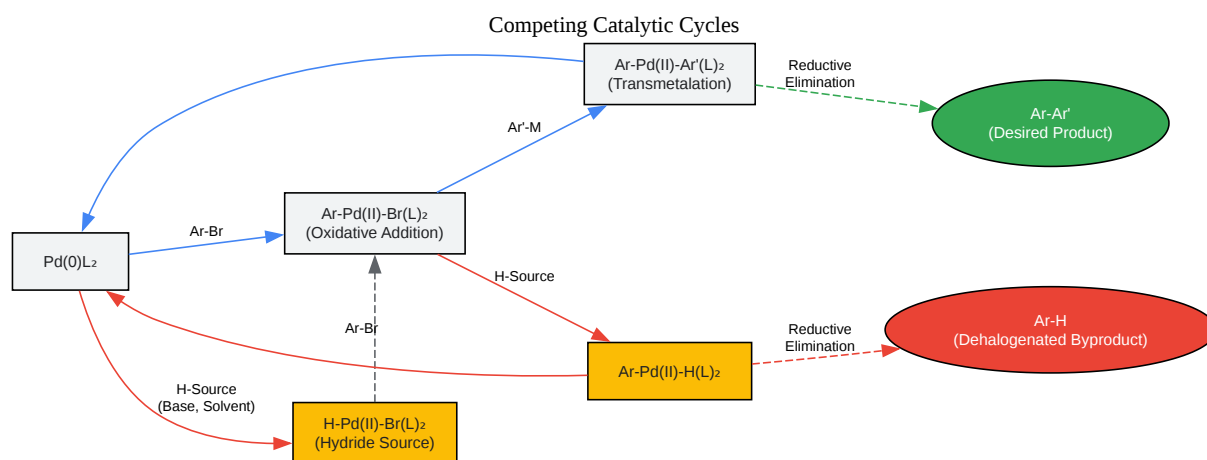 Competing Catalytic Cycles
Ar-Pd(II)-Ar'(L)₂
(Transmetalation)
Reductive
Elimination
Ar-Ar'
(Desired Product)
Ar'-M
Ar-Pd(II)-Br(L)₂
(Oxidative Addition)
Ar-Br
Pd(0)L₂
H-Source
Ar-Br
Reductive
Elimination
Ar-H
(Dehalogenated Byproduct)
Ar-Pd(II)-H(L)₂
H-Source
(Base, Solvent)
H-Pd(II)-Br(L)₂
(Hydride Source)